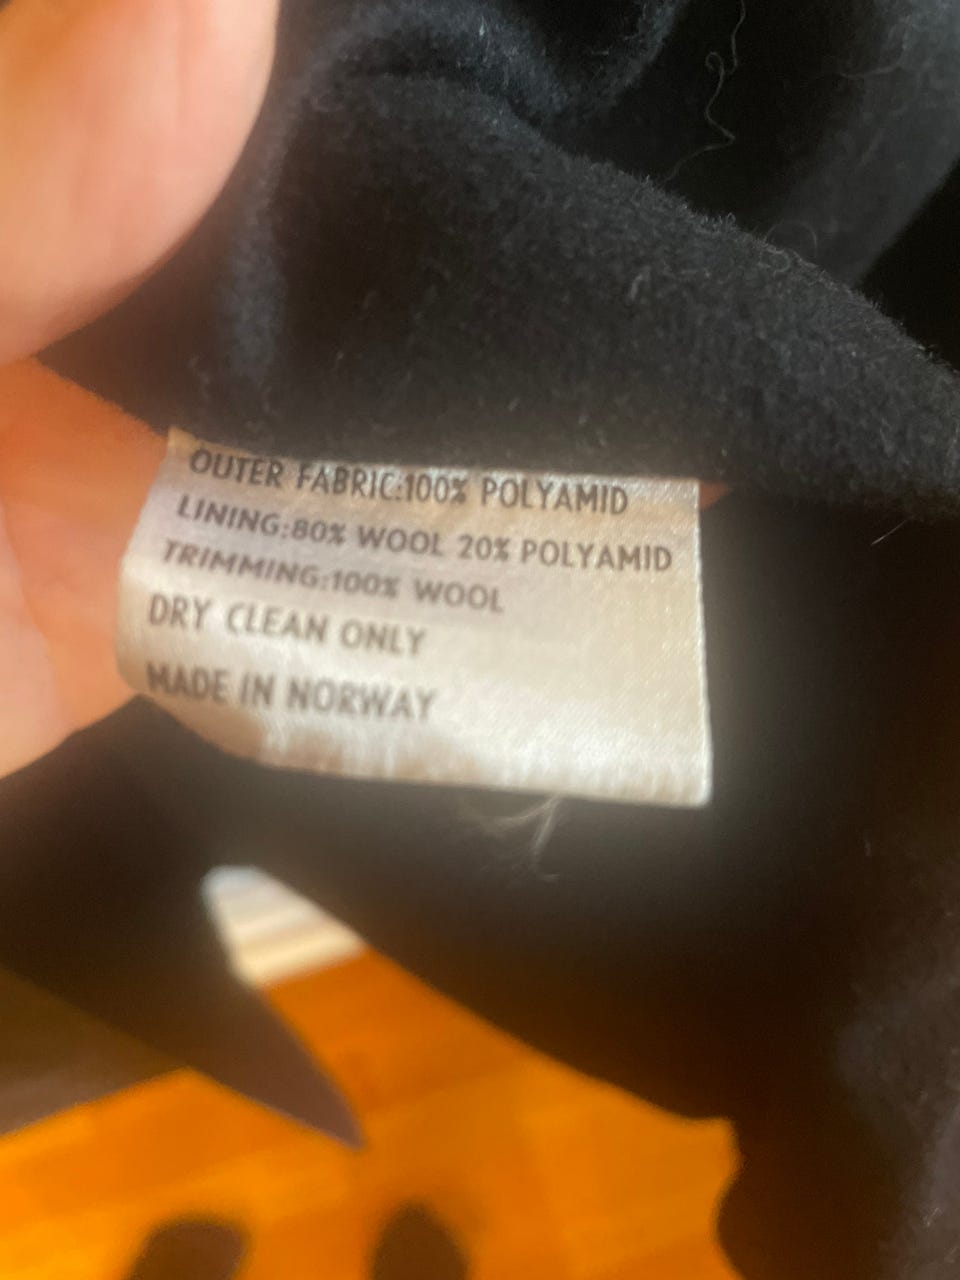 OUTER FABRIC:100% POLYAMID
LINING:80% WOOL 20% POLYAMID
TRIMMING:100% WOOL
DRY CLEAN ONLY
MADE IN NORWAY